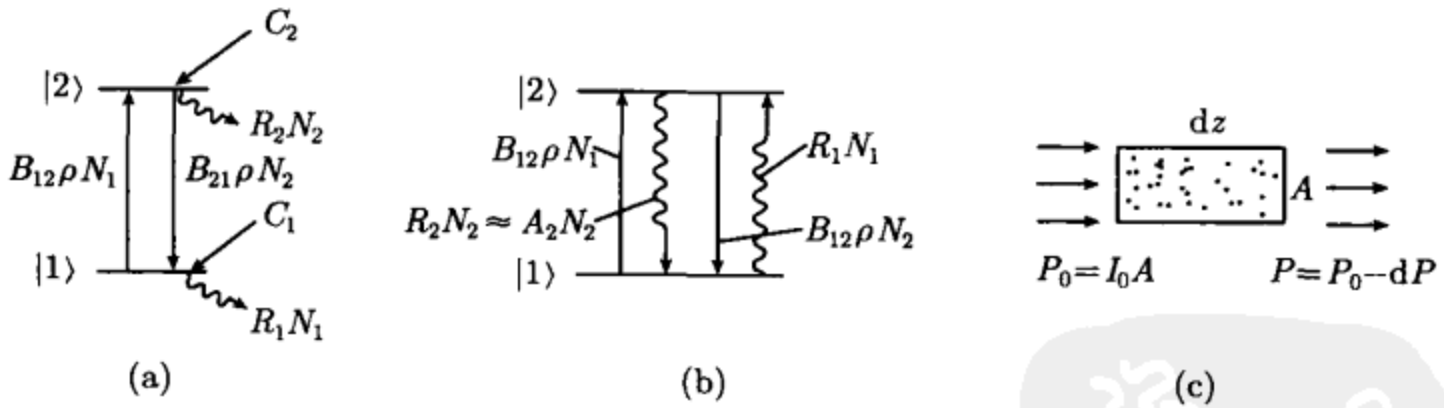 C₂
|2⟩
R₂N₂
B₁₂ρN₁
B₂₁ρN₂
C₁
|1⟩
R₁N₁
(a)
|2⟩
B₁₂ρN₁
R₁N₁
R₂N₂≈A₂N₂
B₁₂ρN₂
|1⟩
(b)
dz
A
P₀=I₀A
P=P₀−dP
(c)